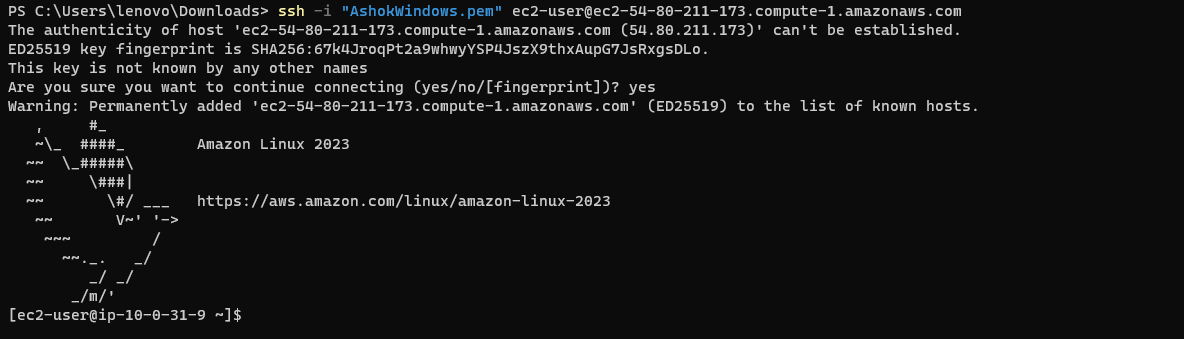 PS C:\Users\lenovo\Downloads> ssh -i "AshokWindows.pem" ec2-user@ec2-54-80-211-173.compute-1.amazonaws.com
The authenticity of host 'ec2-54-80-211-173.compute-1.amazonaws.com (54.80.211.173)' can't be established.
ED25519 key fingerprint is SHA256:67k4JroqPt2a9whwyYSP4JszX9thxAupG7JsRxgsDLo.
This key is not known by any other names
Are you sure you want to continue connecting (yes/no/[fingerprint])? yes
Warning: Permanently added 'ec2-54-80-211-173.compute-1.amazonaws.com' (ED25519) to the list of known hosts.
   ,     #_
   ~\_  ####_        Amazon Linux 2023
  ~~  \_#####\
  ~~     \###|
  ~~       \#/ ___   https://aws.amazon.com/linux/amazon-linux-2023
   ~~       V~' '->
    ~~~         /
      ~~._.   _/
         _/ _/
       _/m/'
[ec2-user@ip-10-0-31-9 ~]$